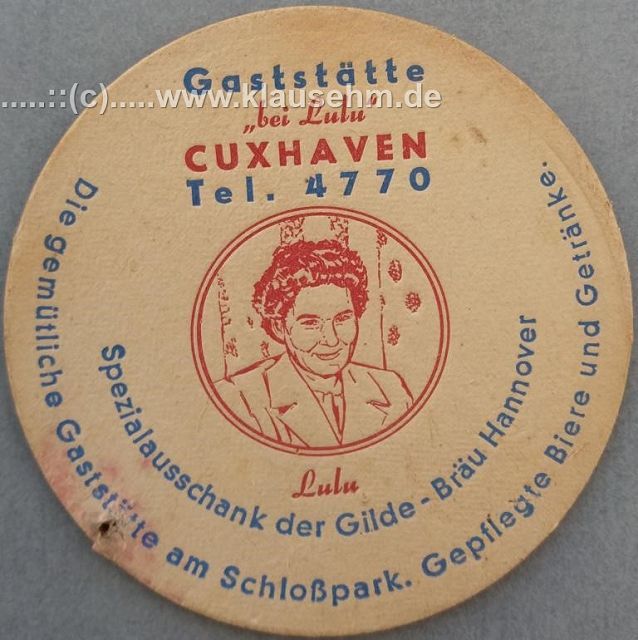 Gaststätte
.....::(c).....www.klausehm.de
„bei Lulu“
CUXHAVEN
Tel. 4770
Lulu
Spezialausschank der Gilde-Bräu Hannover
Die gemütliche Gaststätte am Schloßpark. Gepflegte Biere und Getränke.